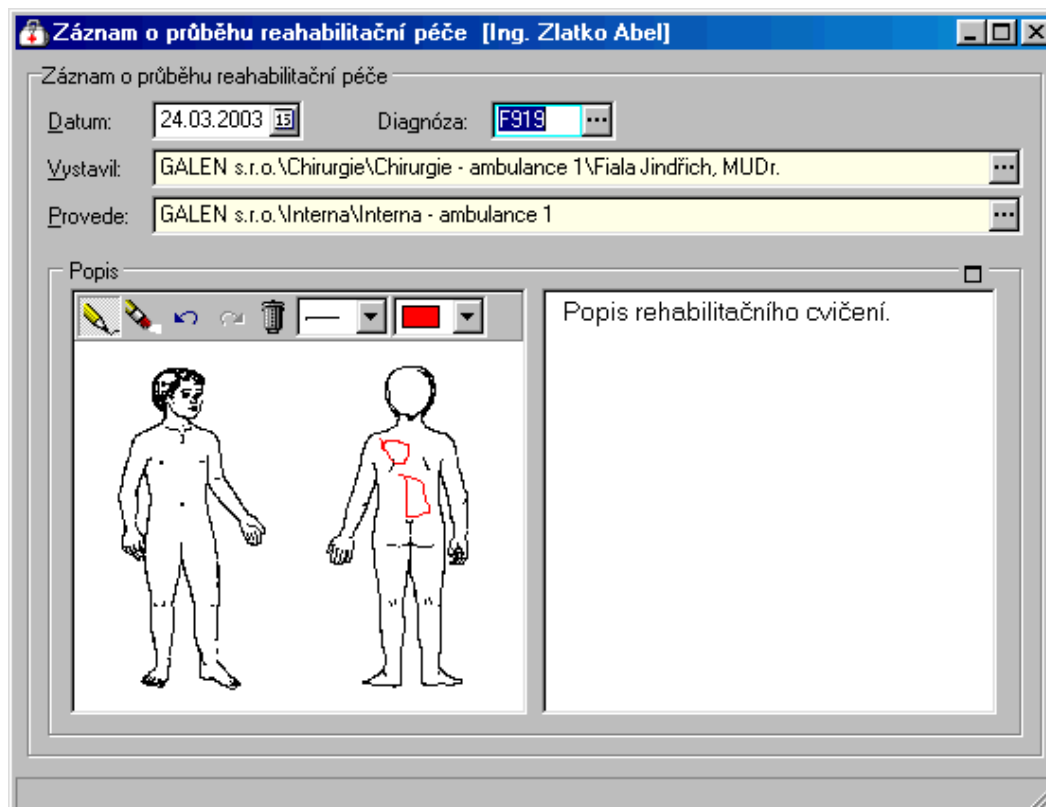 Záznam o průběhu reahabilitační péče [Ing. Zlatko Abel]
Záznam o průběhu reahabilitační péče
Datum: 24.03.2003 15 Diagnóza: F919 ...
Vystavil: GALEN s.r.o.\Chirurgie\Chirurgie - ambulance 1\Fiala Jindřich, MUDr. ...
Provede: GALEN s.r.o.\Interna\Interna - ambulance 1 ...
Popis
Popis rehabilitačního cvičení.